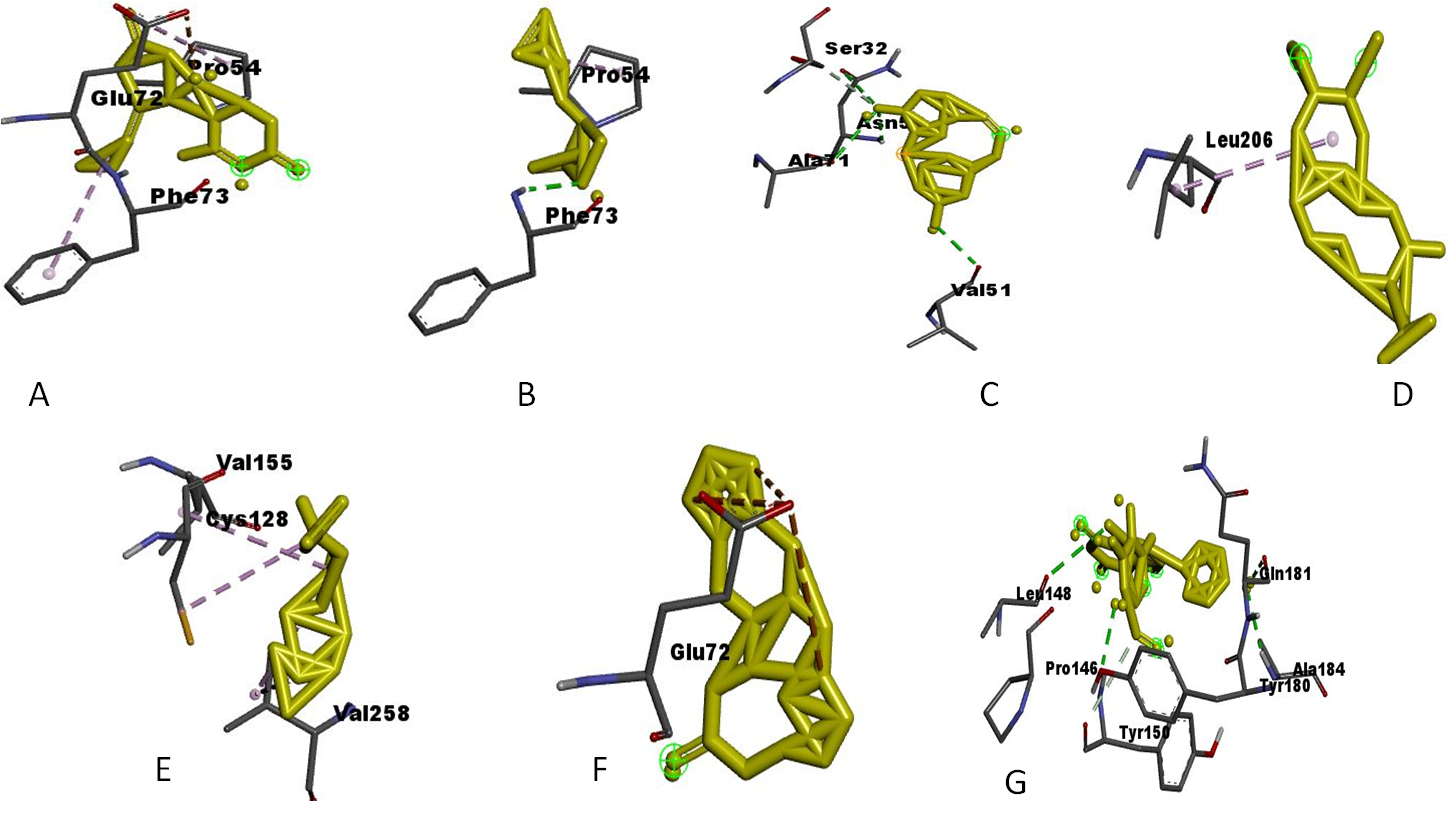 Pro54
Glu72
Phe73
A
Pro54
Phe73
B
Ser32
Ala71
Val51
C
Leu206
D
Val155
Cys128
Val258
E
Glu72
F
Gln181
Leu148
Pro146
Ala184
Tyr180
Tyr150
G